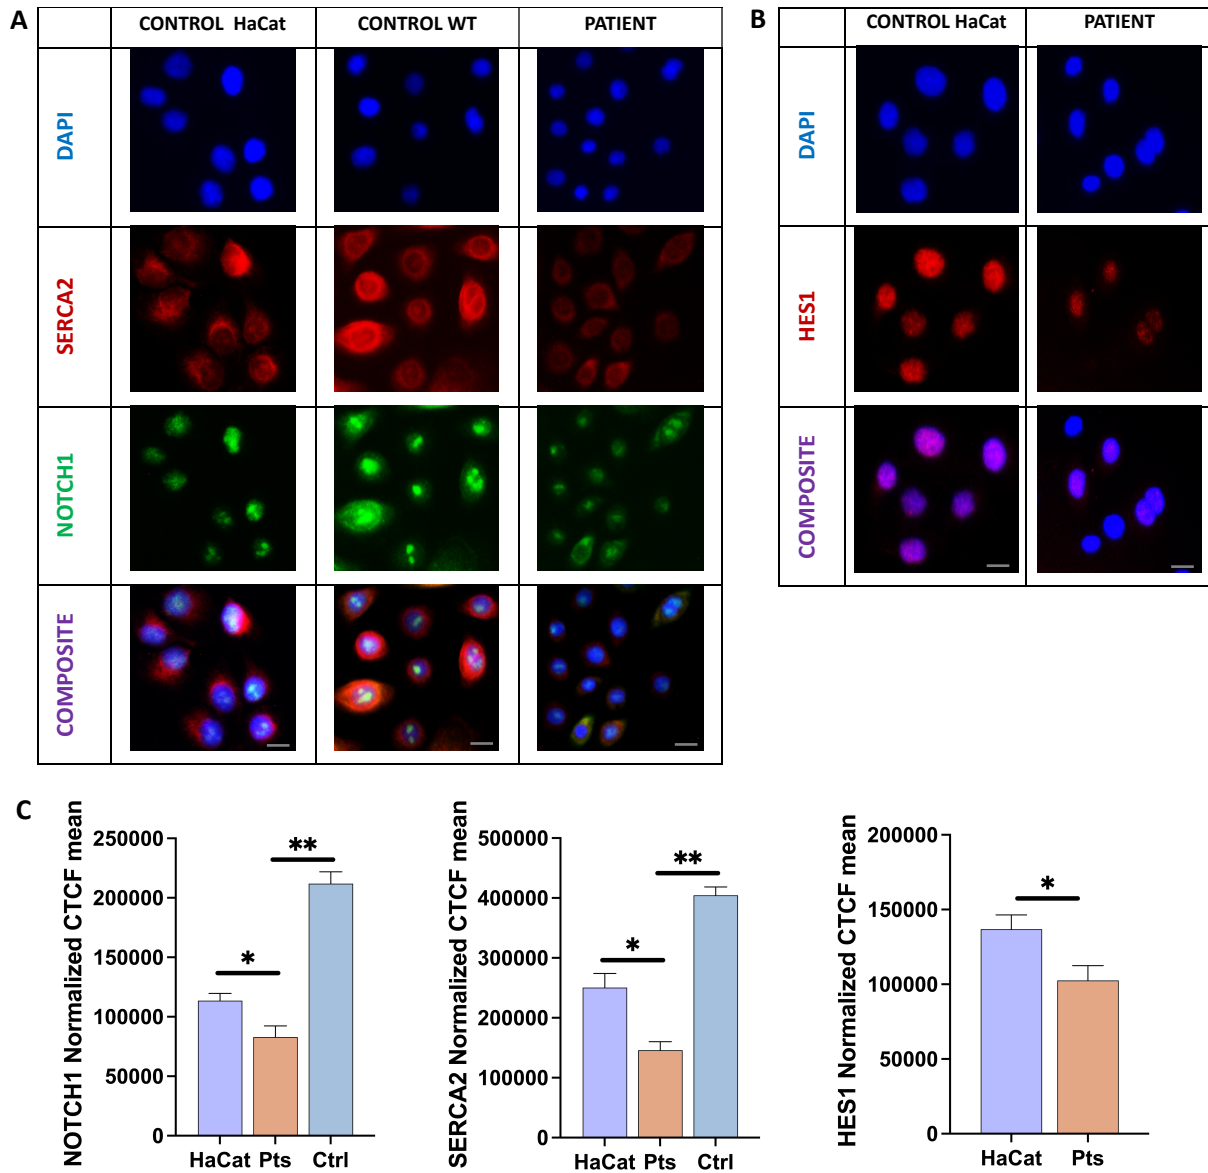 A
CONTROL HaCat
CONTROL WT
PATIENT
DAPI
SERCA2
NOTCH1
COMPOSITE
B
CONTROL HaCat
PATIENT
DAPI
HES1
COMPOSITE
C
NOTCH1 Normalized CTCF mean
250000
200000
150000
100000
50000
0
*
**
HaCat Pts Ctrl
SERCA2 Normalized CTCF mean
500000
400000
300000
200000
100000
0
*
**
HaCat Pts Ctrl
HES1 Normalized CTCF mean
200000
150000
100000
50000
0
*
HaCat Pts